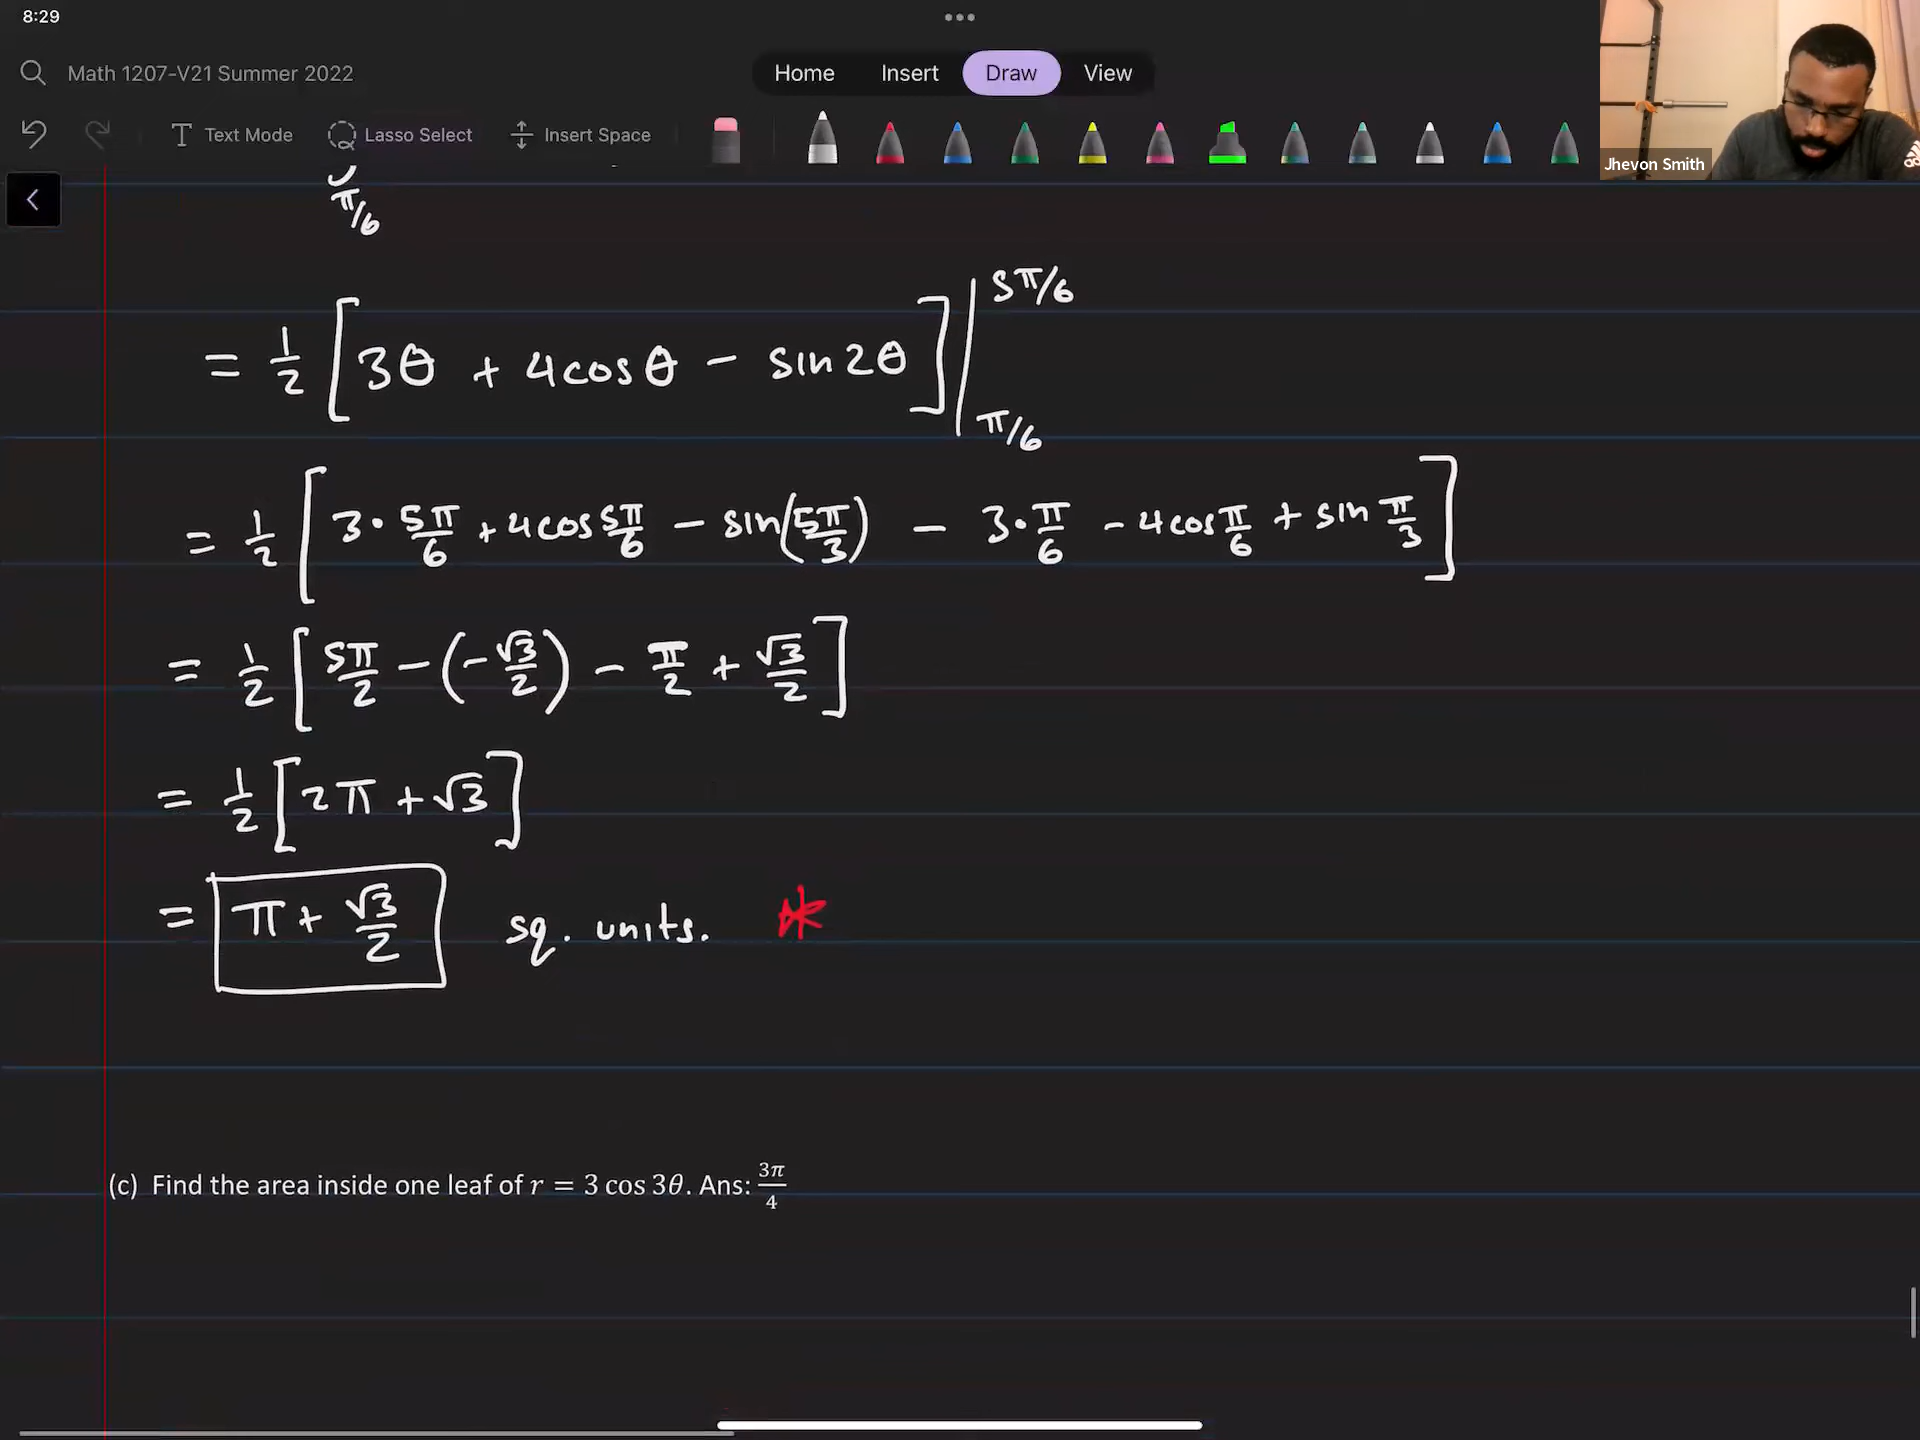 8:29
Math 1207-V21 Summer 2022
Home Insert Draw View
Text Mode Lasso Select Insert Space
Jhevon Smith
π/6
= 1/2 [3θ + 4cosθ − sin2θ] | 5π/6 π/6
= 1/2 [3·5π/6 + 4cos 5π/6 − sin(5π/3) − 3·π/6 − 4cos π/6 + sin π/3]
= 1/2 [5π/2 − (−√3/2) − π/2 + √3/2]
= 1/2 [2π + √3]
= π + √3/2 sq. units. *
(c) Find the area inside one leaf of r = 3 cos 3θ. Ans: 3π/4